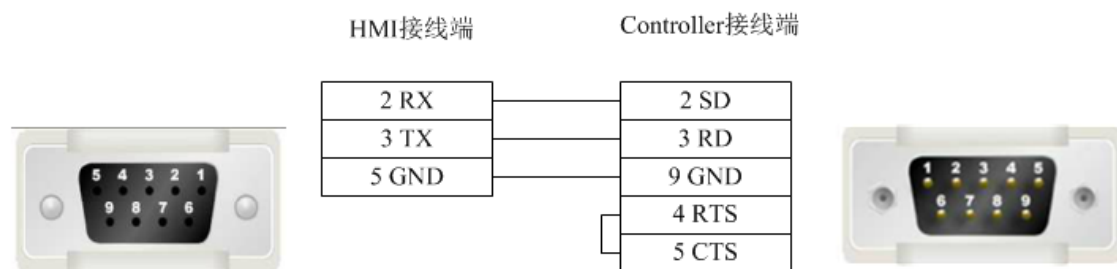 HMI接线端
Controller接线端
2 RX
2 SD
3 TX
3 RD
5 GND
9 GND
4 RTS
5 CTS
5 4 3 2 1
9 8 7 6
1 2 3 4 5
6 7 8 9